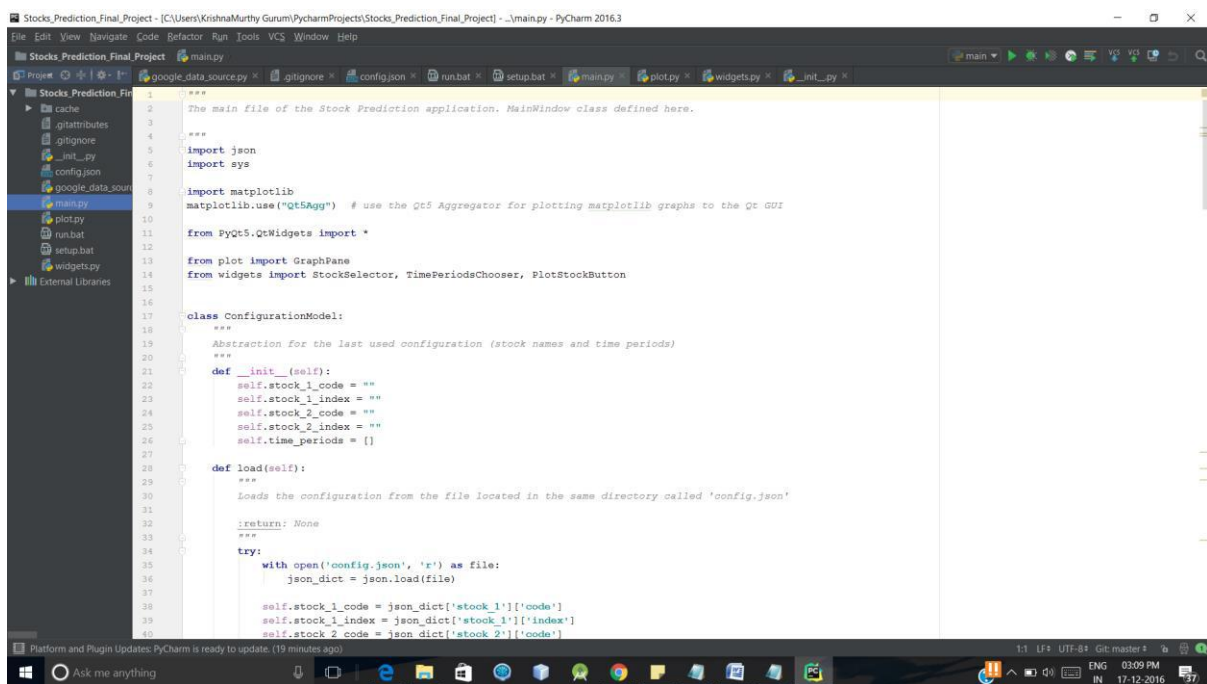 Stocks_Prediction_Final_Project - [C:\Users\KrishnaMurthy Gurum\PycharmProjects\Stocks_Prediction_Final_Project] - ...\main.py - PyCharm 2016.3
File Edit View Navigate Code Refactor Run Tools VCS Window Help
Stocks_Prediction_Final_Project main.py main
Project google_data_source.py .gitignore config.json run.bat setup.bat main.py plot.py widgets.py __init__.py
Stocks_Prediction_Fin
cache
.gitattributes
.gitignore
__init__.py
config.json
google_data_sour
main.py
plot.py
run.bat
setup.bat
widgets.py
External Libraries
1 """
2 The main file of the Stock Prediction application. MainWindow class defined here.
3
4 """
5 import json
6 import sys
7
8 import matplotlib
9 matplotlib.use("Qt5Agg") # use the Qt5 Aggregator for plotting matplotlib graphs to the Qt GUI
10
11 from PyQt5.QtWidgets import *
12
13 from plot import GraphPane
14 from widgets import StockSelector, TimePeriodsChooser, PlotStockButton
15
16
17 class ConfigurationModel:
18 """
19 Abstraction for the last used configuration (stock names and time periods)
20 """
21 def __init__(self):
22 self.stock_1_code = ""
23 self.stock_1_index = ""
24 self.stock_2_code = ""
25 self.stock_2_index = ""
26 self.time_periods = []
27
28 def load(self):
29 """
30 Loads the configuration from the file located in the same directory called 'config.json'
31
32 :return: None
33 """
34 try:
35 with open('config.json', 'r') as file:
36 json_dict = json.load(file)
37
38 self.stock_1_code = json_dict['stock_1']['code']
39 self.stock_1_index = json_dict['stock_1']['index']
40 self.stock_2_code = json_dict['stock_2']['code']
Platform and Plugin Updates: PyCharm is ready to update. (19 minutes ago) 1:1 LF UTF-8 Git: master
Ask me anything
ENG 03:09 PM
IN 17-12-2016
37